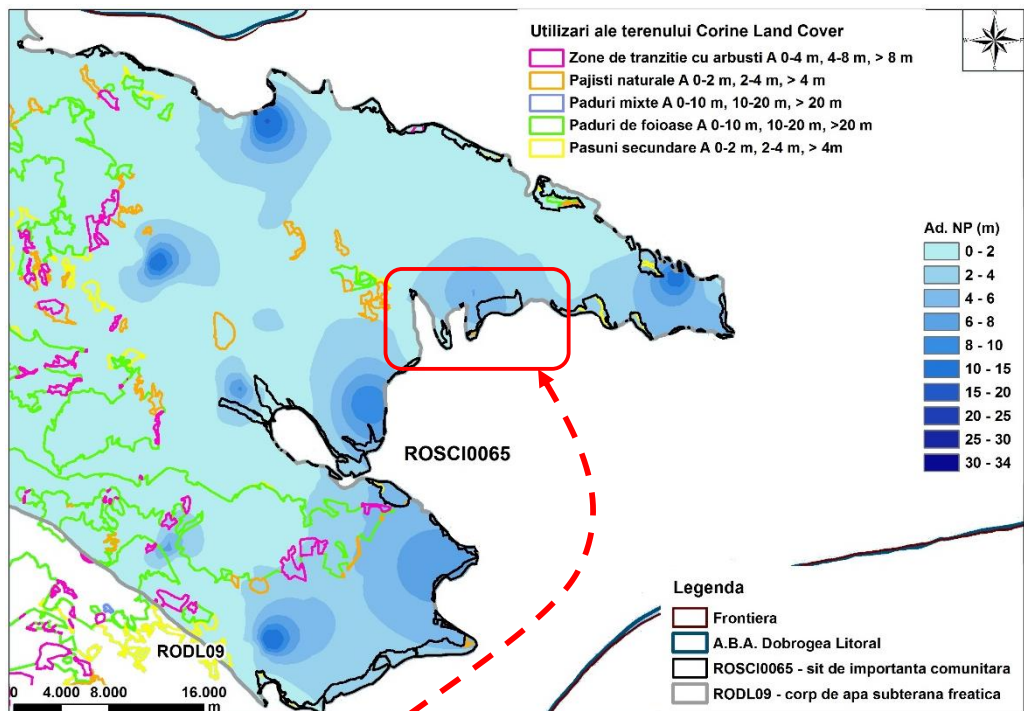 Utilizari ale terenului Corine Land Cover
Zone de tranzitie cu arbusti A 0-4 m, 4-8 m, > 8 m
Pajisti naturale A 0-2 m, 2-4 m, > 4 m
Paduri mixte A 0-10 m, 10-20 m, > 20 m
Paduri de foioase A 0-10 m, 10-20 m, >20 m
Pasuni secundare A 0-2 m, 2-4 m, > 4m
N
W
E
S
Ad. NP (m)
0 - 2
2 - 4
4 - 6
6 - 8
8 - 10
10 - 15
15 - 20
20 - 25
25 - 30
30 - 34
ROSCI0065
RODL09
Legenda
Frontiera
A.B.A. Dobrogea Litoral
ROSCI0065 - sit de importanta comunitara
RODL09 - corp de apa subterana freatica
0 4.000 8.000 16.000
m